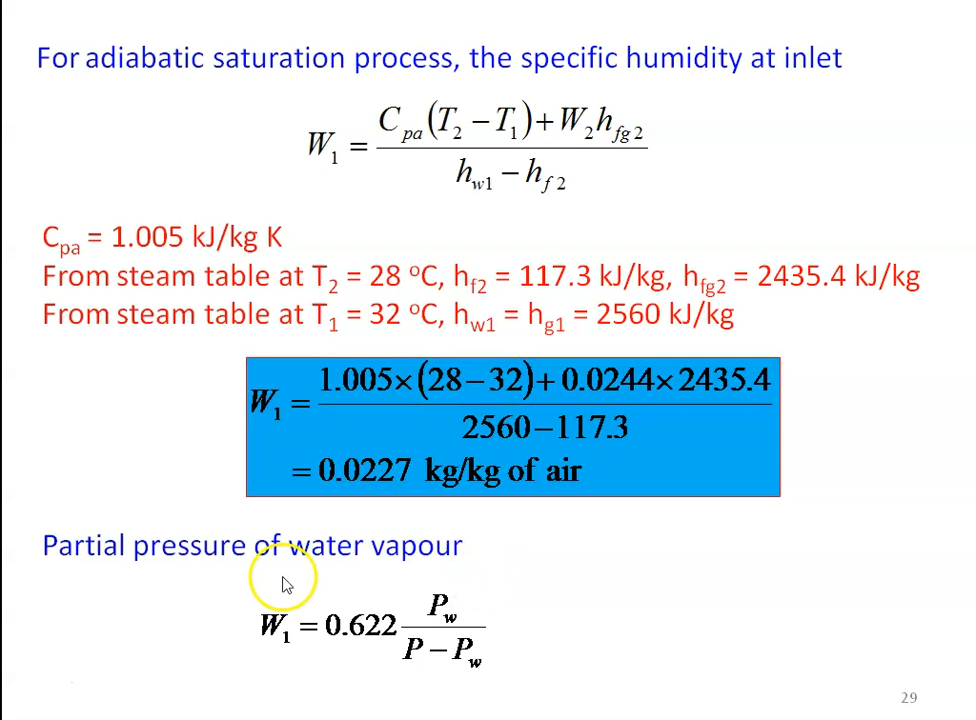 For adiabatic saturation process, the specific humidity at inlet
W₁ = (C_pa (T₂ − T₁) + W₂ h_fg2) / (h_w1 − h_f2)
C_pa = 1.005 kJ/kg K
From steam table at T₂ = 28 °C, h_f2 = 117.3 kJ/kg, h_fg2 = 2435.4 kJ/kg
From steam table at T₁ = 32 °C, h_w1 = h_g1 = 2560 kJ/kg
W₁ = (1.005×(28−32)+0.0244×2435.4) / (2560−117.3)
= 0.0227 kg/kg of air
Partial pressure of water vapour
W₁ = 0.622 P_w / (P − P_w)
29